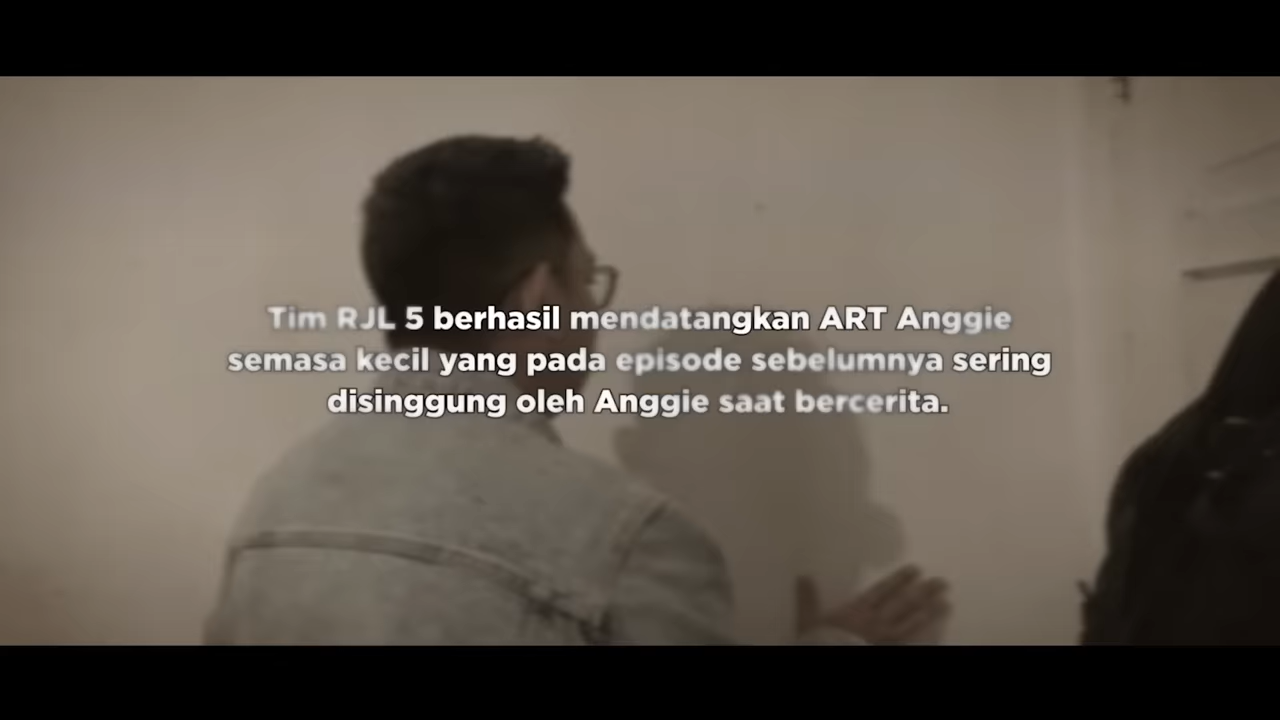 Tim RJL 5 berhasil mendatangkan ART Anggie
semasa kecil yang pada episode sebelumnya sering
disinggung oleh Anggie saat bercerita.